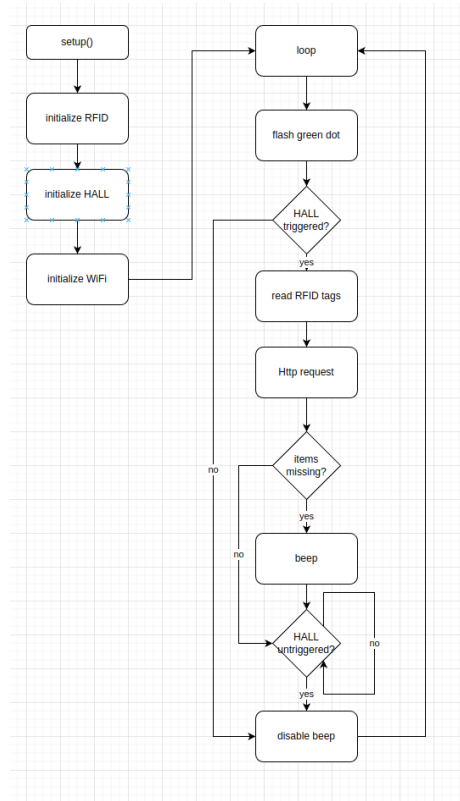 setup()
initialize RFID
initialize HALL
initialize WiFi
loop
flash green dot
HALL
triggered?
yes
read RFID tags
Http request
items
missing?
no
yes
no
beep
HALL
untriggered?
no
yes
disable beep